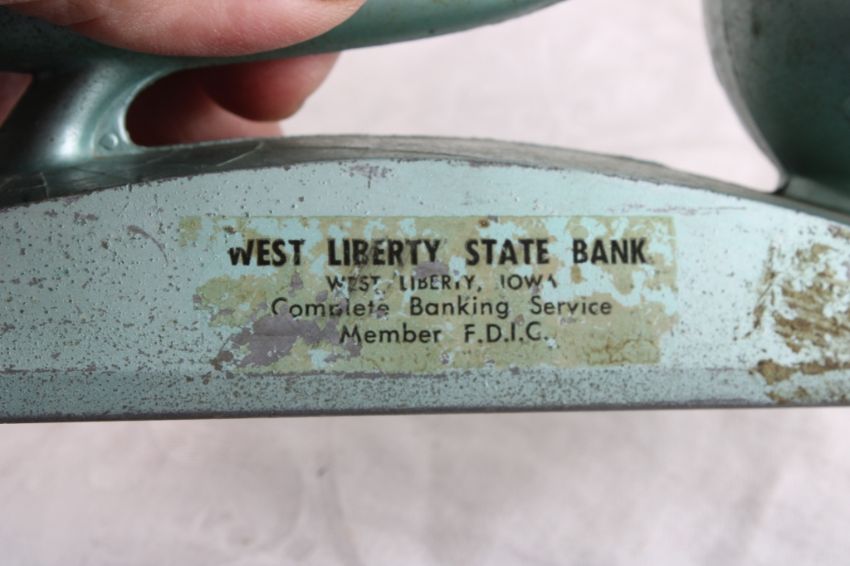 WEST LIBERTY STATE BANK
WEST LIBERTY, IOWA
Complete Banking Service
Member F.D.I.C.